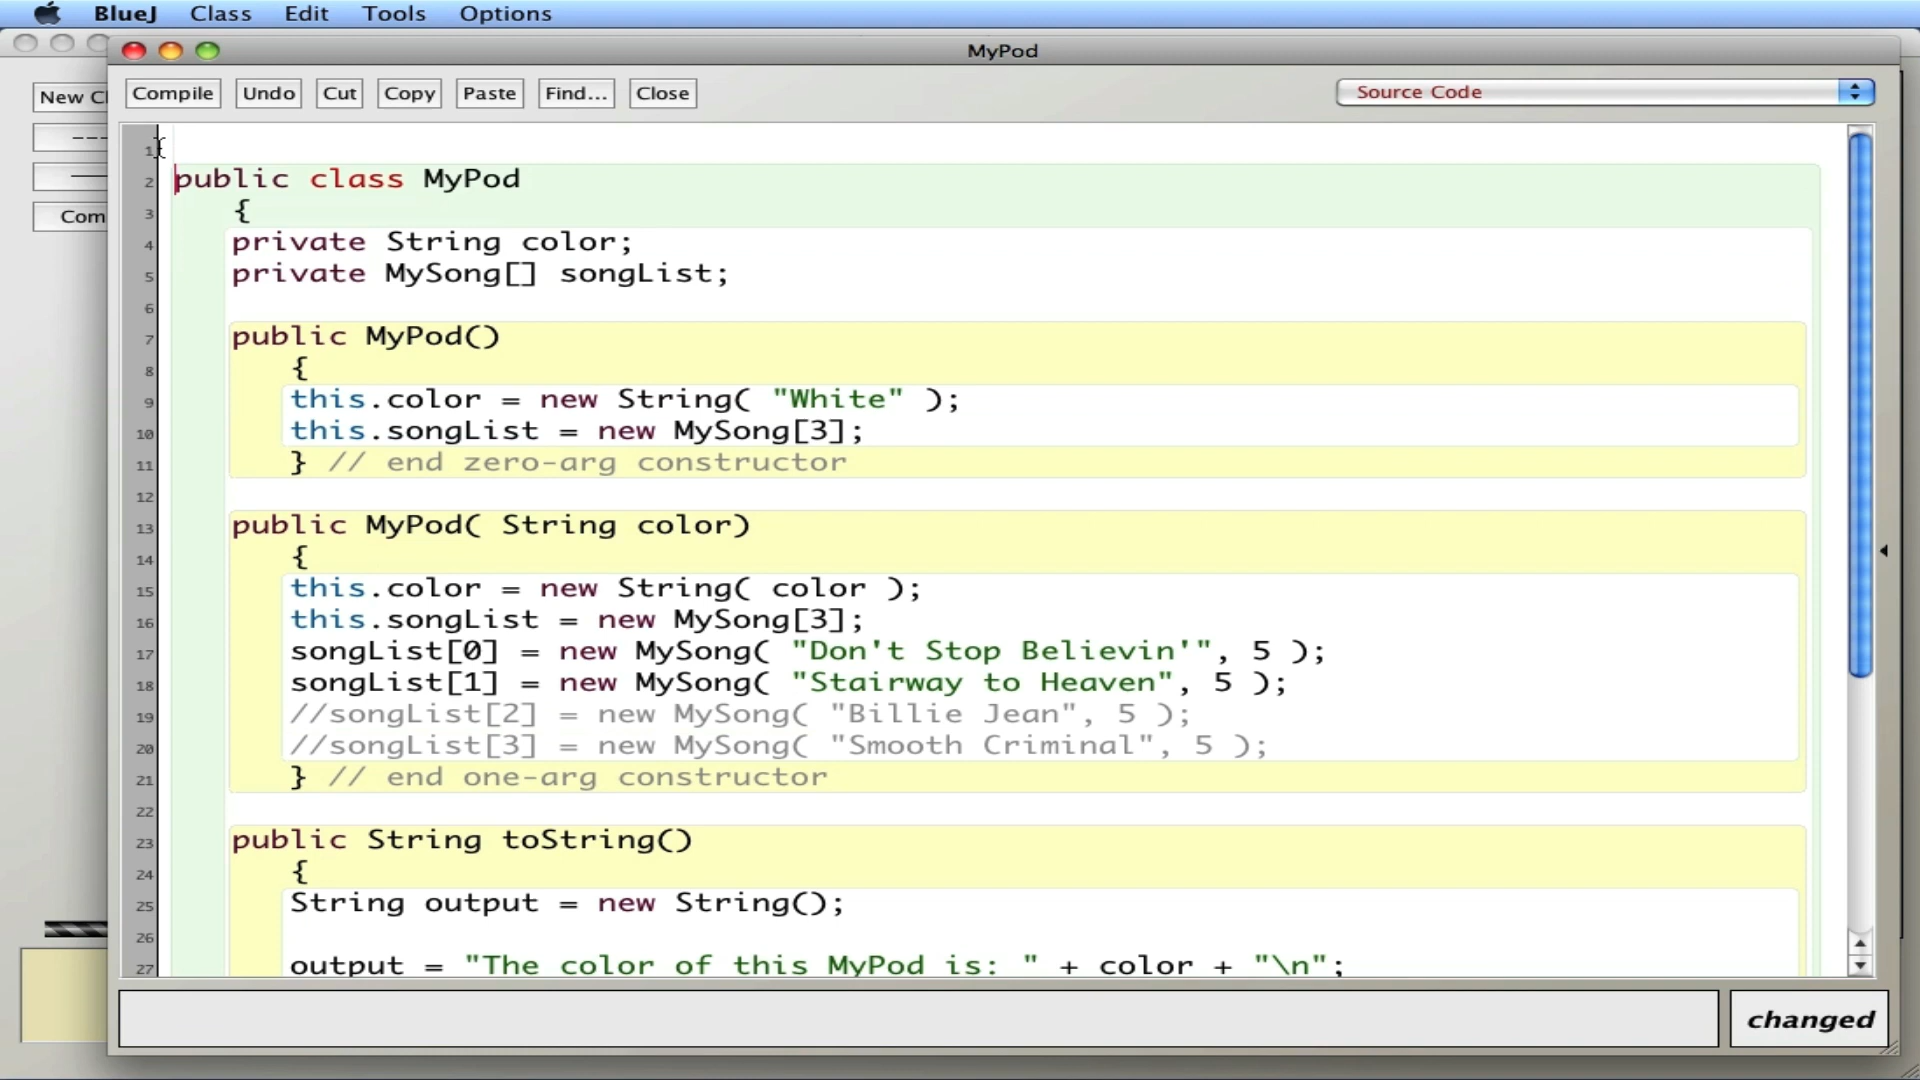 BlueJ Class Edit Tools Options
MyPod
New Cl
Com
Compile Undo Cut Copy Paste Find... Close Source Code
1
2 public class MyPod
3 {
4 private String color;
5 private MySong[] songList;
6
7 public MyPod()
8 {
9 this.color = new String( "White" );
10 this.songList = new MySong[3];
11 } // end zero-arg constructor
12
13 public MyPod( String color)
14 {
15 this.color = new String( color );
16 this.songList = new MySong[3];
17 songList[0] = new MySong( "Don't Stop Believin'", 5 );
18 songList[1] = new MySong( "Stairway to Heaven", 5 );
19 //songList[2] = new MySong( "Billie Jean", 5 );
20 //songList[3] = new MySong( "Smooth Criminal", 5 );
21 } // end one-arg constructor
22
23 public String toString()
24 {
25 String output = new String();
26
27 output = "The color of this MyPod is: " + color + "\n";
changed